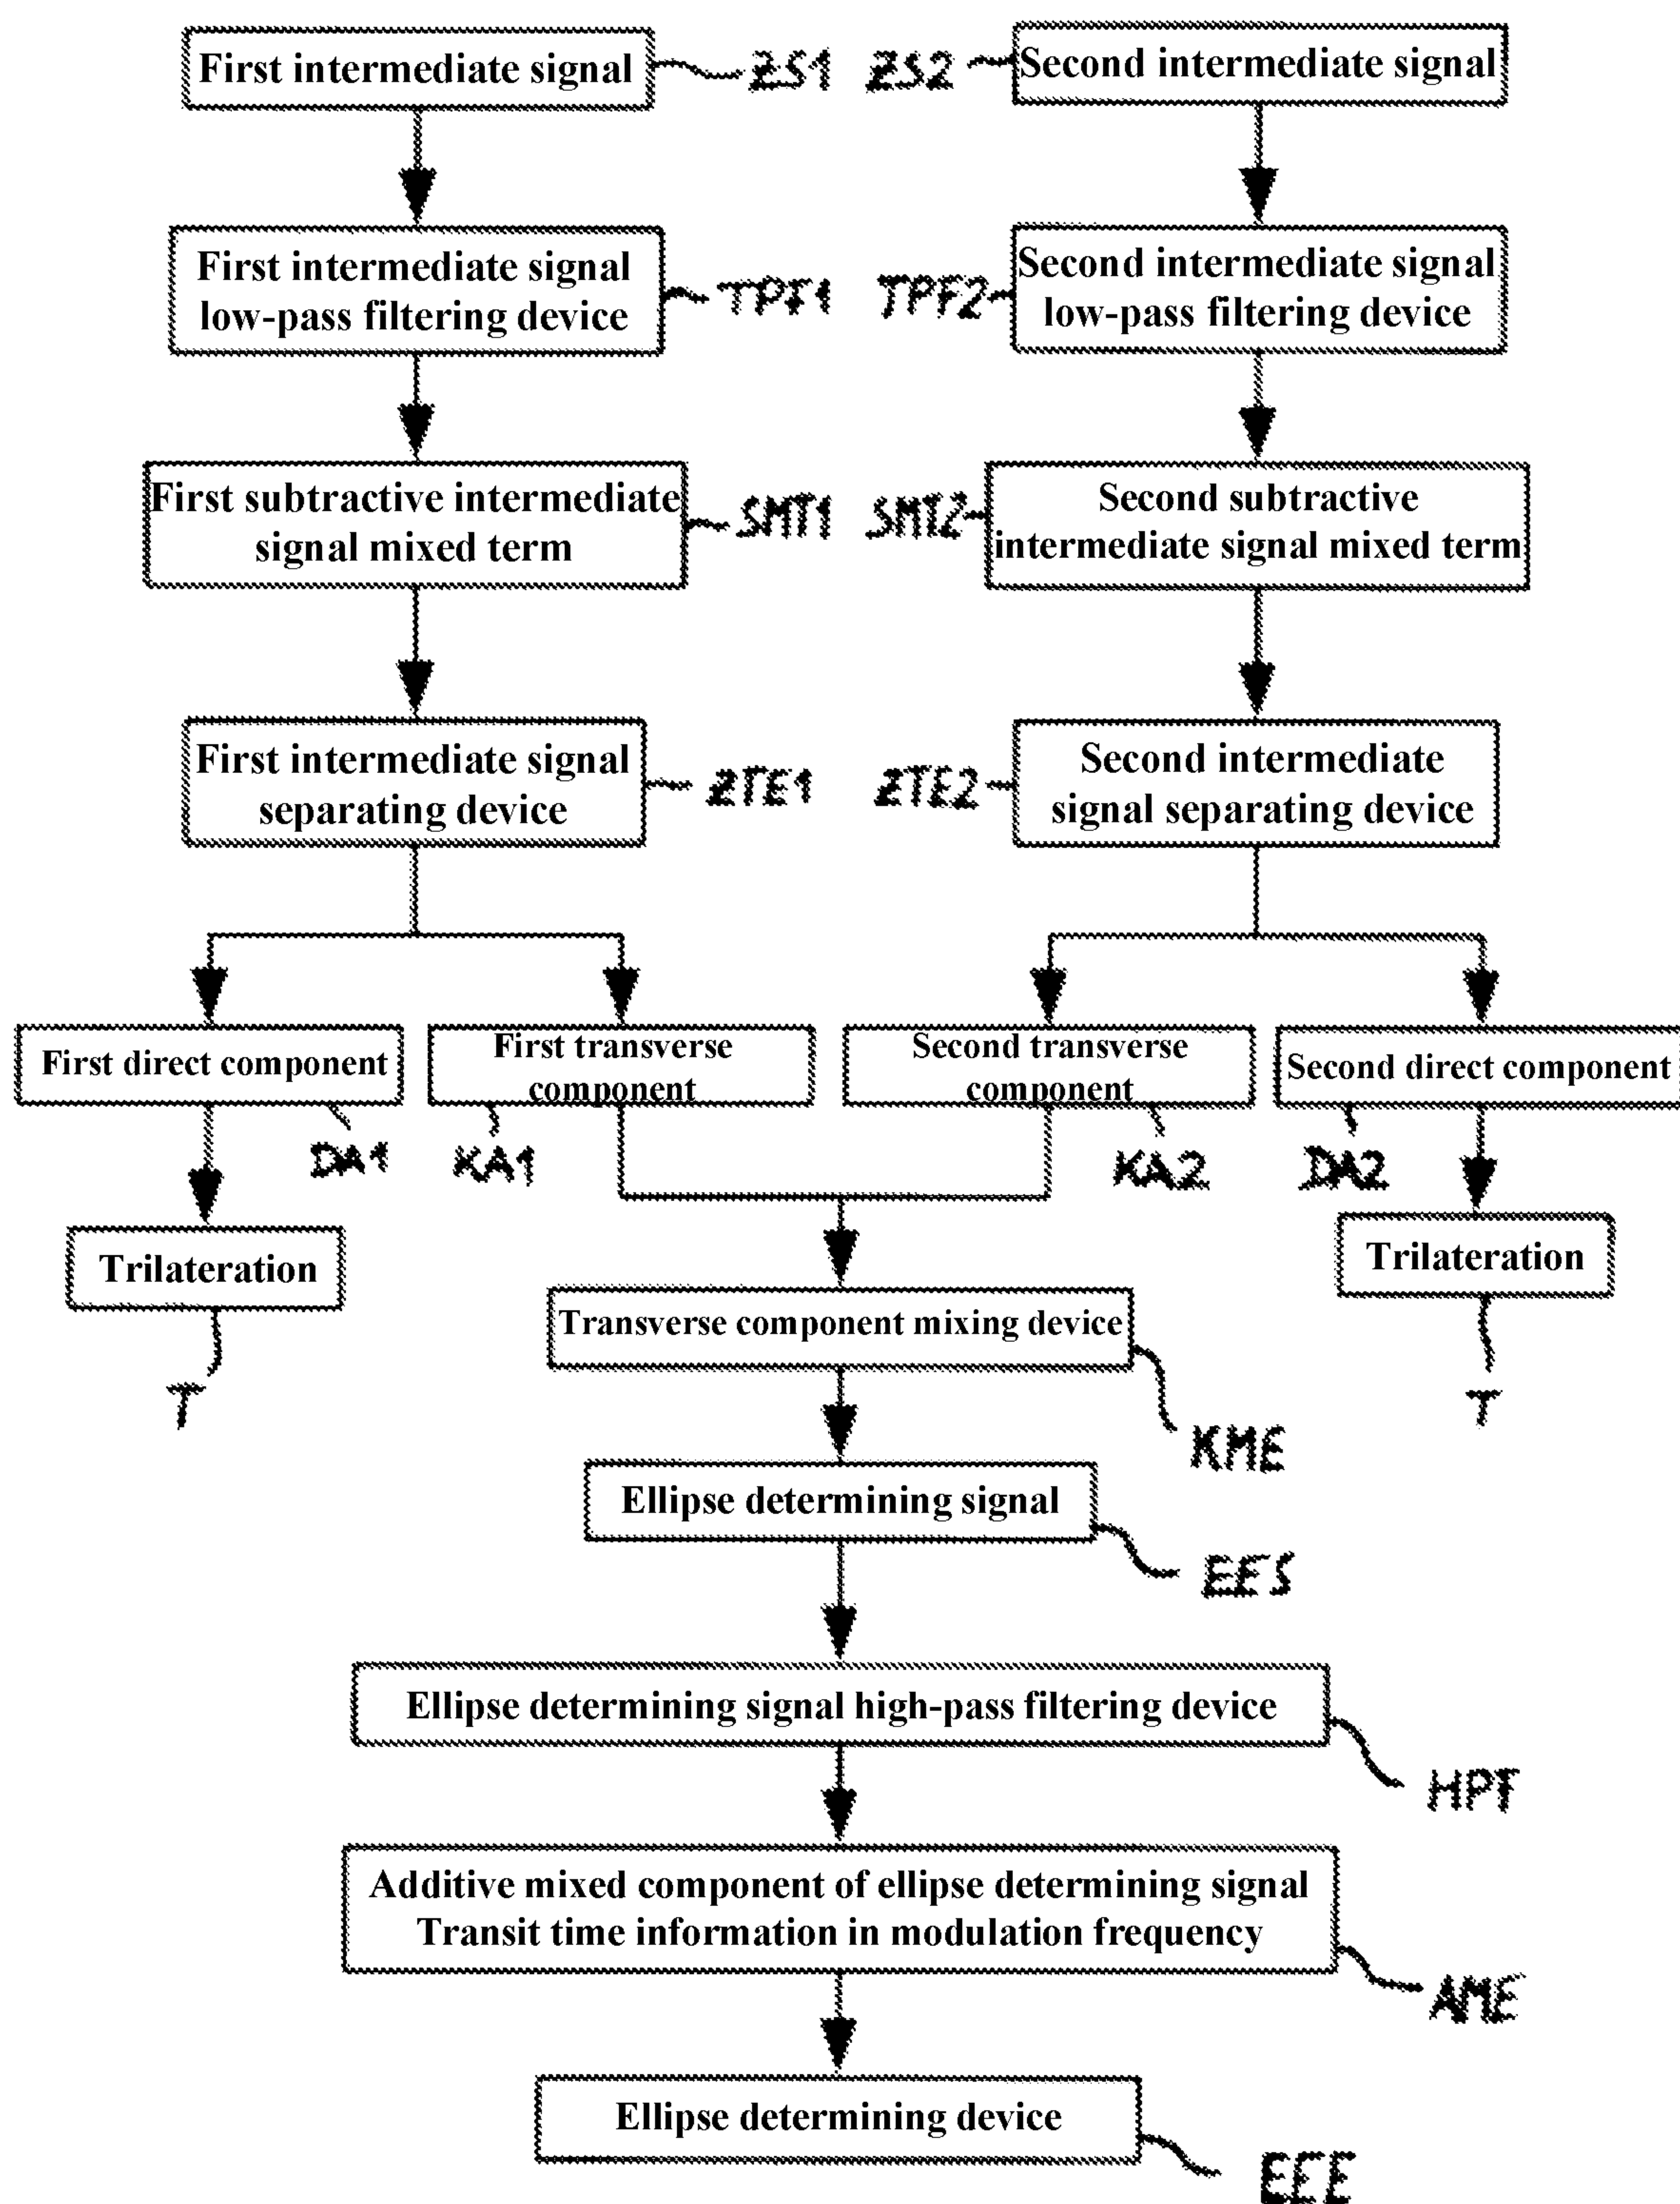 First intermediate signal
ZS1
ZS2
Second intermediate signal
First intermediate signal
low-pass filtering device
TPF1
TPF2
Second intermediate signal
low-pass filtering device
First subtractive intermediate
signal mixed term
SMT1
SMT2
Second subtractive
intermediate signal mixed term
First intermediate signal
separating device
ZTE1
ZTE2
Second intermediate
signal separating device
First direct component
First transverse
component
Second transverse
component
Second direct component
DA1
KA1
KA2
DA2
Trilateration
Trilateration
T
T
Transverse component mixing device
KME
Ellipse determining signal
EES
Ellipse determining signal high-pass filtering device
HPF
Additive mixed component of ellipse determining signal
Transit time information in modulation frequency
AME
Ellipse determining device
EEE